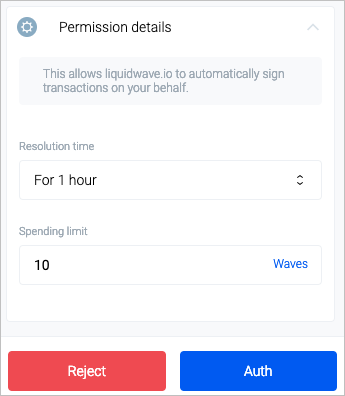 Permission details
This allows liquidwave.io to automatically sign
transactions on your behalf.
Resolution time
For 1 hour
Spending limit
10 Waves
Reject Auth